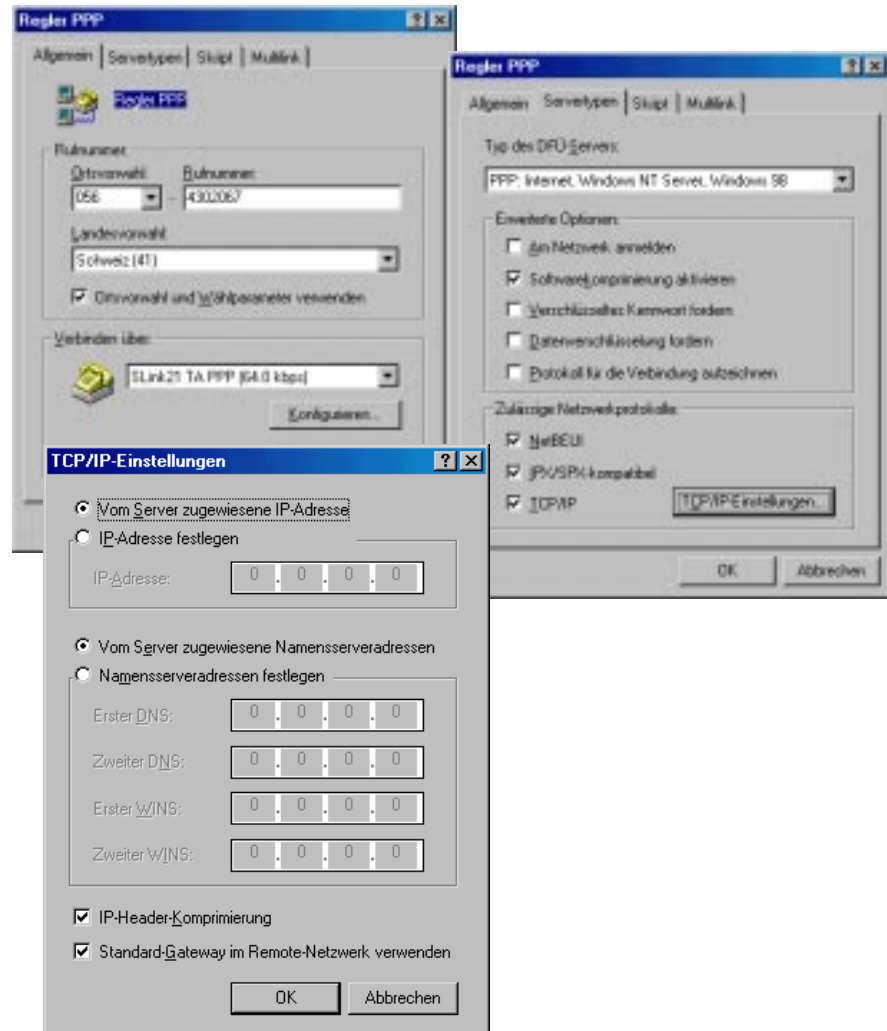 Regler PPP
Allgemein Servertypen Skript Multilink
Regler PPP
Rufnummer:
Ortsvorwahl: Rufnummer:
056 - 4302067
Landesvorwahl:
Schweiz (41)
Ortsvorwahl und Wählparameter verwenden
Verbinden über:
SLink21 TA PPP (64.0 kbps)
Konfigurieren...
Regler PPP
Allgemein Servertypen Skript Multilink
Typ des DFÜ-Servers:
PPP: Internet, Windows NT Server, Windows 98
Erweiterte Optionen:
Am Netzwerk anmelden
Softwarekomprimierung aktivieren
Verschlüsseltes Kennwort fordern
Datenverschlüsselung fordern
Protokoll für die Verbindung aufzeichnen
Zulässige Netzwerkprotokolle:
NetBEUI
IPX/SPX-kompatibel
TCP/IP TCP/IP-Einstellungen...
OK Abbrechen
TCP/IP-Einstellungen
Vom Server zugewiesene IP-Adresse
IP-Adresse festlegen
IP-Adresse: 0 . 0 . 0 . 0
Vom Server zugewiesene Namensserveradressen
Namensserveradressen festlegen
Erster DNS: 0 . 0 . 0 . 0
Zweiter DNS: 0 . 0 . 0 . 0
Erster WINS: 0 . 0 . 0 . 0
Zweiter WINS: 0 . 0 . 0 . 0
IP-Header-Komprimierung
Standard-Gateway im Remote-Netzwerk verwenden
OK Abbrechen